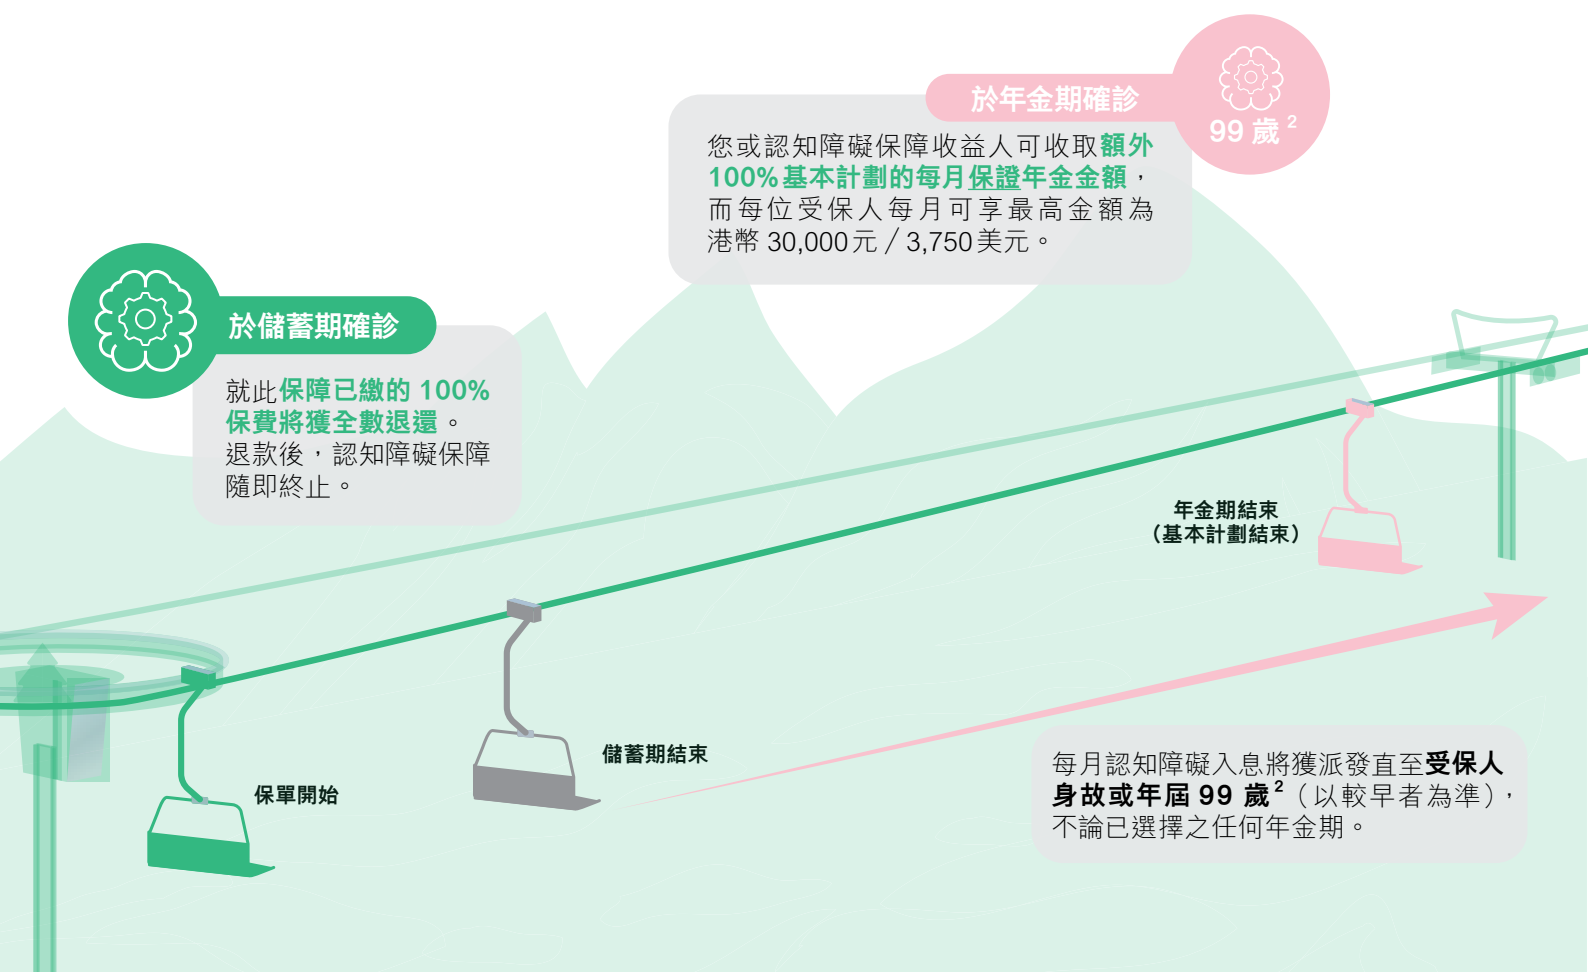 於年金期確診
99 歲 2
您或認知障礙保障收益人可收取額外
100%基本計劃的每月保證年金金額，
而每位受保人每月可享最高金額為
港幣 30,000元 / 3,750美元。
於儲蓄期確診
就此保障已繳的 100%
保費將獲全數退還。
退款後，認知障礙保障
隨即終止。
年金期結束
（基本計劃結束）
儲蓄期結束
保單開始
每月認知障礙入息將獲派發直至受保人
身故或年屆 99 歲 2（以較早者為準），
不論已選擇之任何年金期。